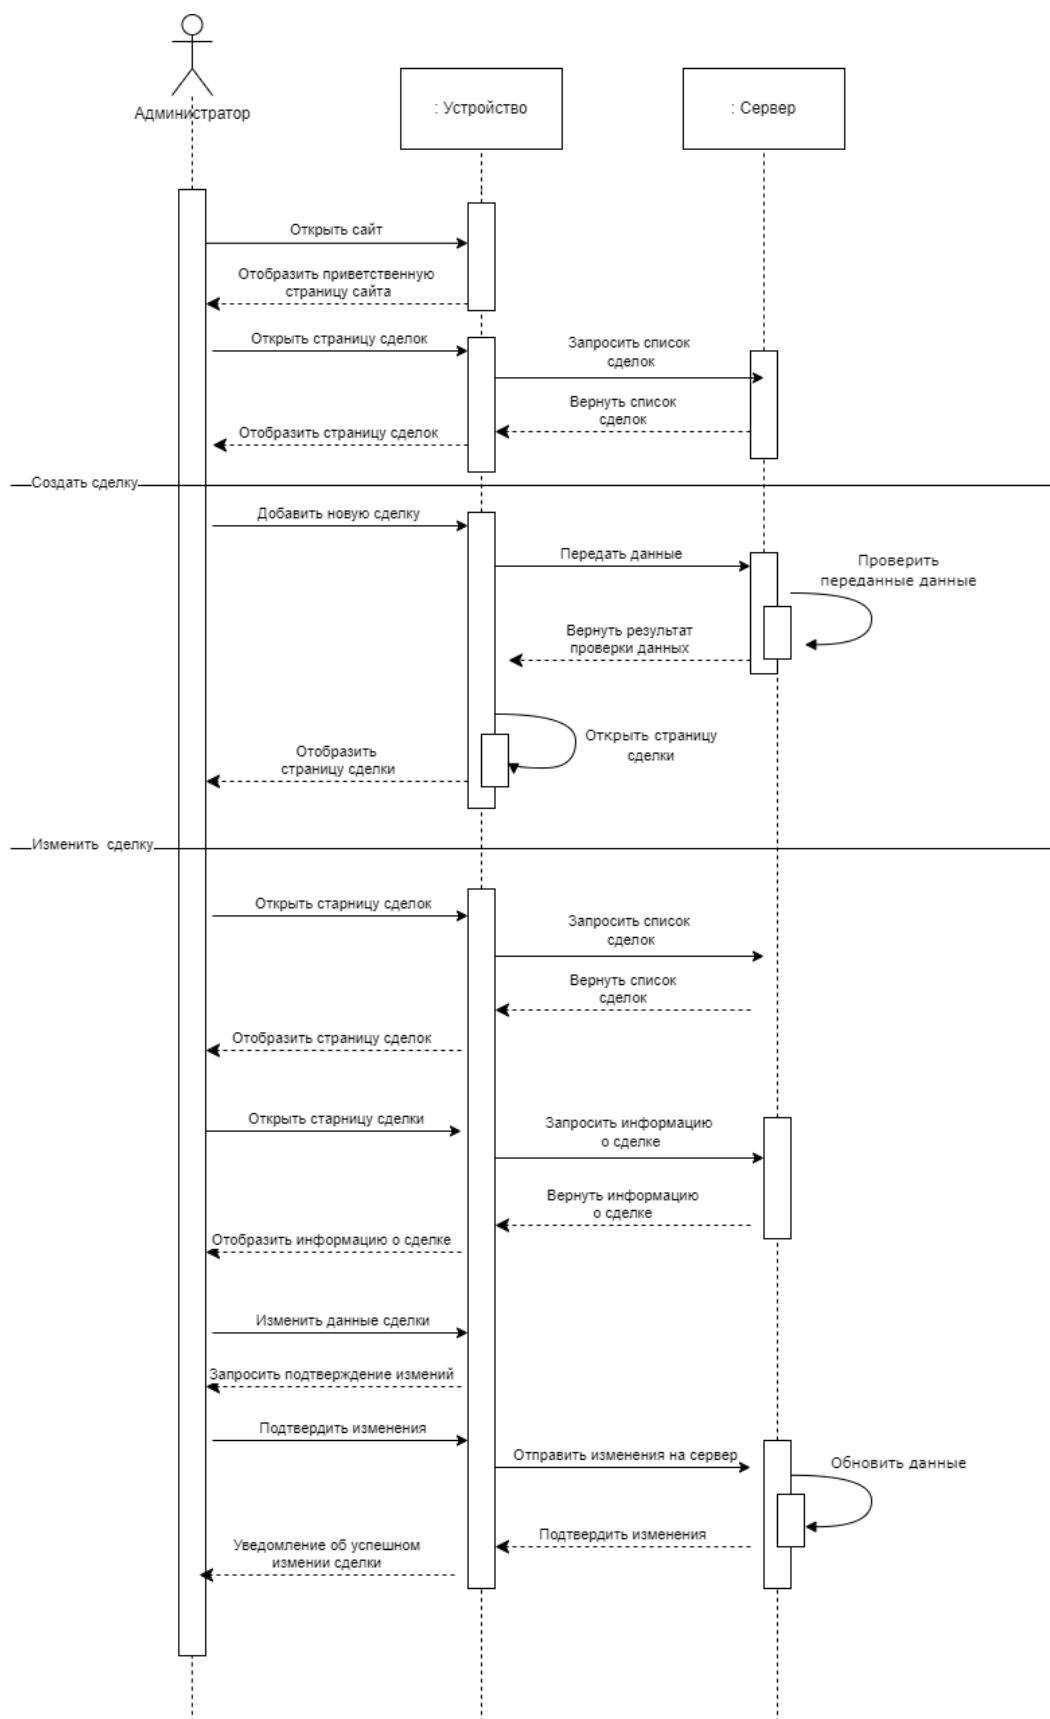 Администратор
: Устройство
: Сервер
Открыть сайт
Отобразить приветственную
страницу сайта
Открыть страницу сделок
Запросить список
сделок
Вернуть список
сделок
Отобразить страницу сделок
Создать сделку
Добавить новую сделку
Передать данные
Проверить
переданные данные
Вернуть результат
проверки данных
Открыть страницу
сделки
Отобразить
страницу сделки
Изменить сделку
Открыть старницу сделок
Запросить список
сделок
Вернуть список
сделок
Отобразить страницу сделок
Открыть старницу сделки
Запросить информацию
о сделке
Вернуть информацию
о сделке
Отобразить информацию о сделке
Изменить данные сделки
Запросить подтверждение измений
Подтвердить изменения
Отправить изменения на сервер
Обновить данные
Подтвердить изменения
Уведомление об успешном
измении сделки